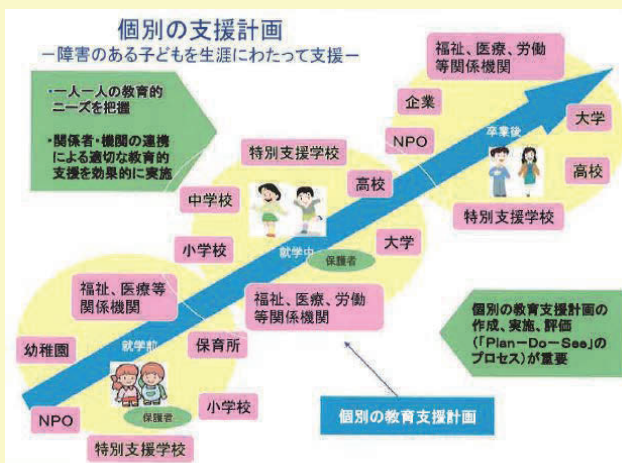 個別の支援計画
－障害のある子どもを生涯にわたって支援－
・一人一人の教育的
ニーズを把握
・関係者・機関の連携
による適切な教育的
支援を効果的に実施
福祉、医療、労働
等関係機関
企業
NPO
卒業後
大学
高校
特別支援学校
特別支援学校
中学校
高校
小学校
就学中
保護者
大学
福祉、医療、労働
等関係機関
福祉、医療等
関係機関
幼稚園
就学前
保育所
NPO
保護者
小学校
特別支援学校
個別の教育支援計画の
作成、実施、評価
(「Plan－Do－See」の
プロセス)が重要
個別の教育支援計画